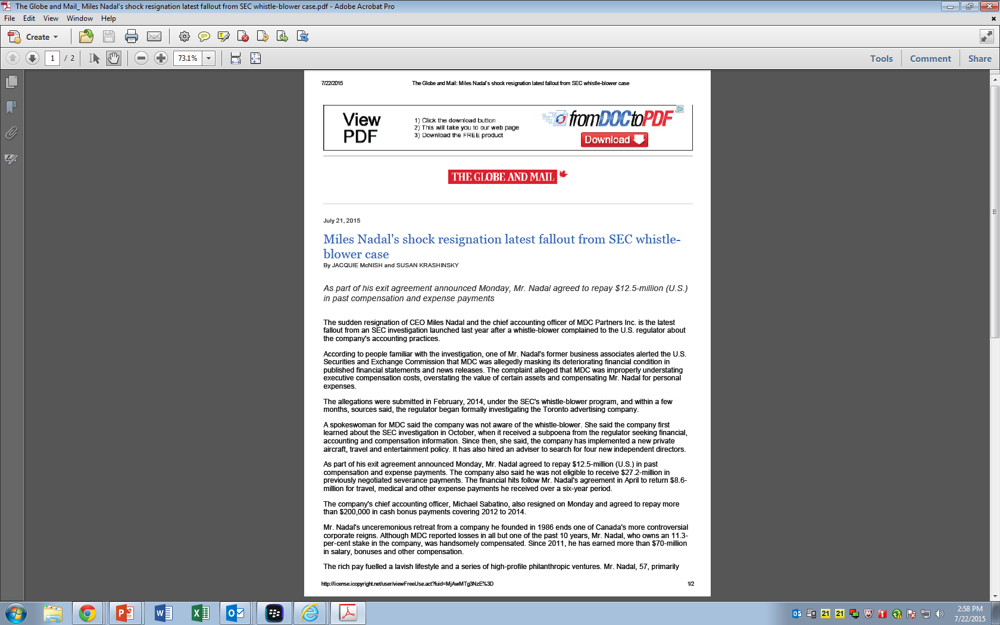 The Globe and Mail_ Miles Nadal's shock resignation latest fallout from SEC whistle-blower case.pdf - Adobe Acrobat Pro
File Edit View Window Help
Create
1 / 2 73.1% Tools Comment Share
7/22/2015 The Globe and Mail: Miles Nadal's shock resignation latest fallout from SEC whistle-blower case
View PDF
1) Click the download button
2) This will take you to our web page
3) Download the FREE product
fromDOCtoPDF
Download
THE GLOBE AND MAIL
July 21, 2015
Miles Nadal's shock resignation latest fallout from SEC whistle-
blower case
By JACQUIE McNISH and SUSAN KRASHINSKY
As part of his exit agreement announced Monday, Mr. Nadal agreed to repay $12.5-million (U.S.)
in past compensation and expense payments
The sudden resignation of CEO Miles Nadal and the chief accounting officer of MDC Partners Inc. is the latest
fallout from an SEC investigation launched last year after a whistle-blower complained to the U.S. regulator about
the company's accounting practices.
According to people familiar with the investigation, one of Mr. Nadal's former business associates alerted the U.S.
Securities and Exchange Commission that MDC was allegedly masking its deteriorating financial condition in
published financial statements and news releases. The complaint alleged that MDC was improperly understating
executive compensation costs, overstating the value of certain assets and compensating Mr. Nadal for personal
expenses.
The allegations were submitted in February, 2014, under the SEC's whistle-blower program, and within a few
months, sources said, the regulator began formally investigating the Toronto advertising company.
A spokeswoman for MDC said the company was not aware of the whistle-blower. She said the company first
learned about the SEC investigation in October, when it received a subpoena from the regulator seeking financial,
accounting and compensation information. Since then, she said, the company has implemented a new private
aircraft, travel and entertainment policy. It has also hired an adviser to search for four new independent directors.
As part of his exit agreement announced Monday, Mr. Nadal agreed to repay $12.5-million (U.S.) in past
compensation and expense payments. The company also said he was not eligible to receive $27.2-million in
previously negotiated severance payments. The financial hits follow Mr. Nadal's agreement in April to return $8.6-
million for travel, medical and other expense payments he received over a six-year period.
The company's chief accounting officer, Michael Sabatino, also resigned on Monday and agreed to repay more
than $200,000 in cash bonus payments covering 2012 to 2014.
Mr. Nadal's unceremonious retreat from a company he founded in 1986 ends one of Canada's more controversial
corporate reigns. Although MDC reported losses in all but one of the past 10 years, Mr. Nadal, who owns an 11.3-
per-cent stake in the company, was handsomely compensated. Since 2011, he has earned more than $70-million
in salary, bonuses and other compensation.
The rich pay fuelled a lavish lifestyle and a series of high-profile philanthropic ventures. Mr. Nadal, 57, primarily
http://license.icopyright.net/user/viewFreeUse.act?fuid=MjAwMTg3NzE%3D 1/2
21 21
2:58 PM
7/22/2015